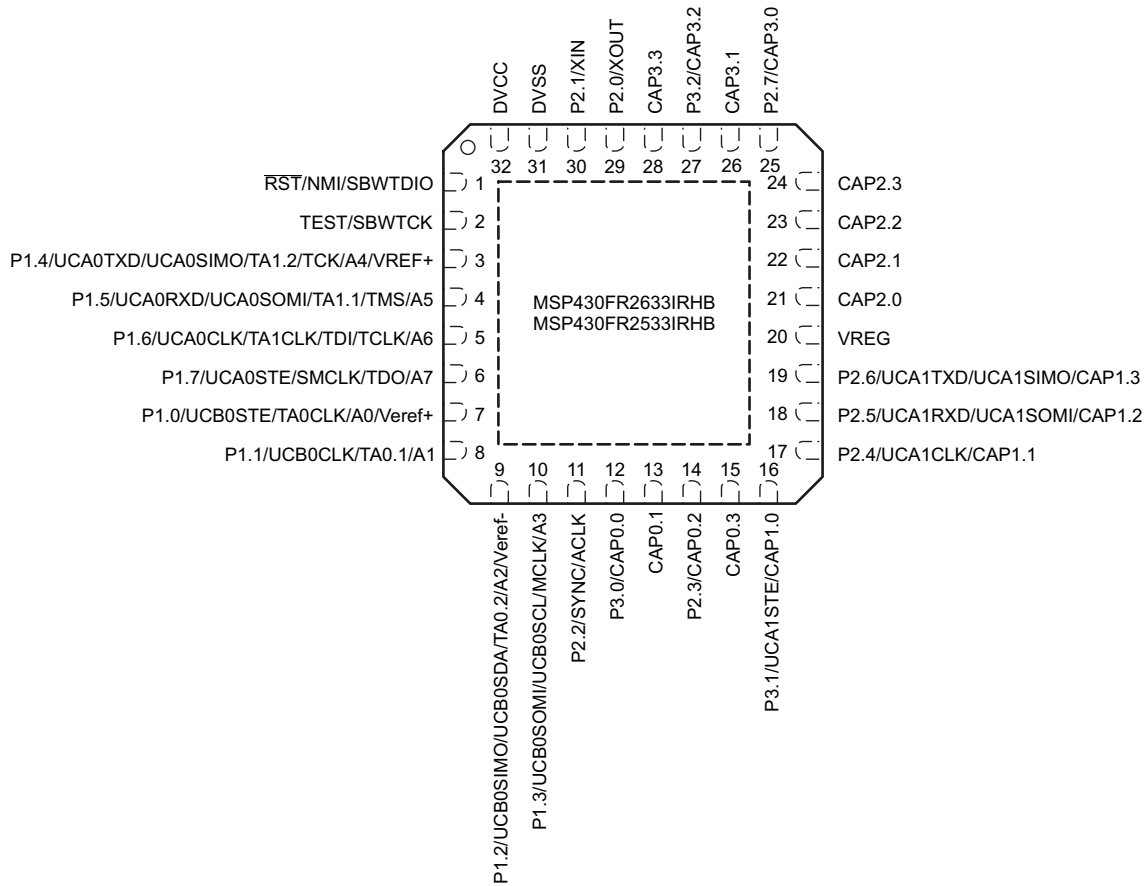 DVCC
DVSS
P2.1/XIN
P2.0/XOUT
CAP3.3
P3.2/CAP3.2
CAP3.1
P2.7/CAP3.0
32
31
30
29
28
27
26
25
RST/NMI/SBWTDIO 1
TEST/SBWTCK 2
P1.4/UCA0TXD/UCA0SIMO/TA1.2/TCK/A4/VREF+ 3
P1.5/UCA0RXD/UCA0SOMI/TA1.1/TMS/A5 4
P1.6/UCA0CLK/TA1CLK/TDI/TCLK/A6 5
P1.7/UCA0STE/SMCLK/TDO/A7 6
P1.0/UCB0STE/TA0CLK/A0/Veref+ 7
P1.1/UCB0CLK/TA0.1/A1 8
MSP430FR2633IRHB
MSP430FR2533IRHB
24 CAP2.3
23 CAP2.2
22 CAP2.1
21 CAP2.0
20 VREG
19 P2.6/UCA1TXD/UCA1SIMO/CAP1.3
18 P2.5/UCA1RXD/UCA1SOMI/CAP1.2
17 P2.4/UCA1CLK/CAP1.1
9
10
11
12
13
14
15
16
P1.2/UCB0SIMO/UCB0SDA/TA0.2/A2/Veref-
P1.3/UCB0SOMI/UCB0SCL/MCLK/A3
P2.2/SYNC/ACLK
P3.0/CAP0.0
CAP0.1
P2.3/CAP0.2
CAP0.3
P3.1/UCA1STE/CAP1.0